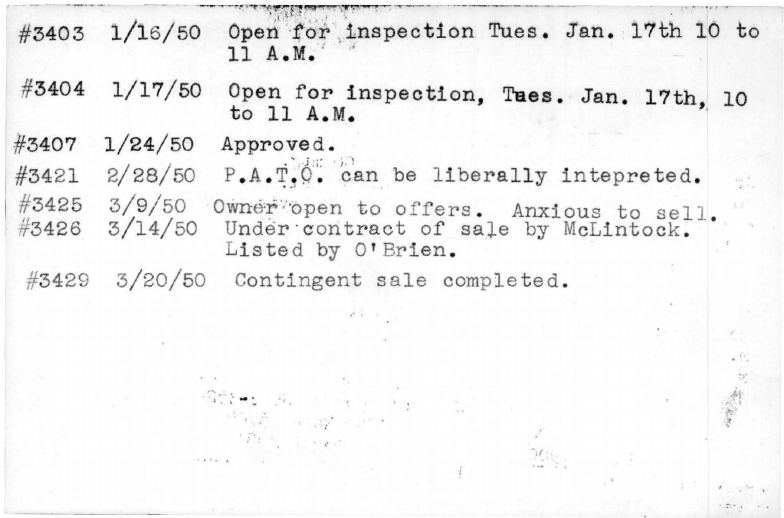 #3403 1/16/50 Open for inspection Tues. Jan. 17th 10 to
11 A.M.
#3404 1/17/50 Open for inspection, Tues. Jan. 17th, 10
to 11 A.M.
#3407 1/24/50 Approved.
#3421 2/28/50 P.A.T.O. can be liberally intepreted.
#3425 3/9/50 Owner open to offers. Anxious to sell.
#3426 3/14/50 Under contract of sale by McLintock.
Listed by O'Brien.
#3429 3/20/50 Contingent sale completed.